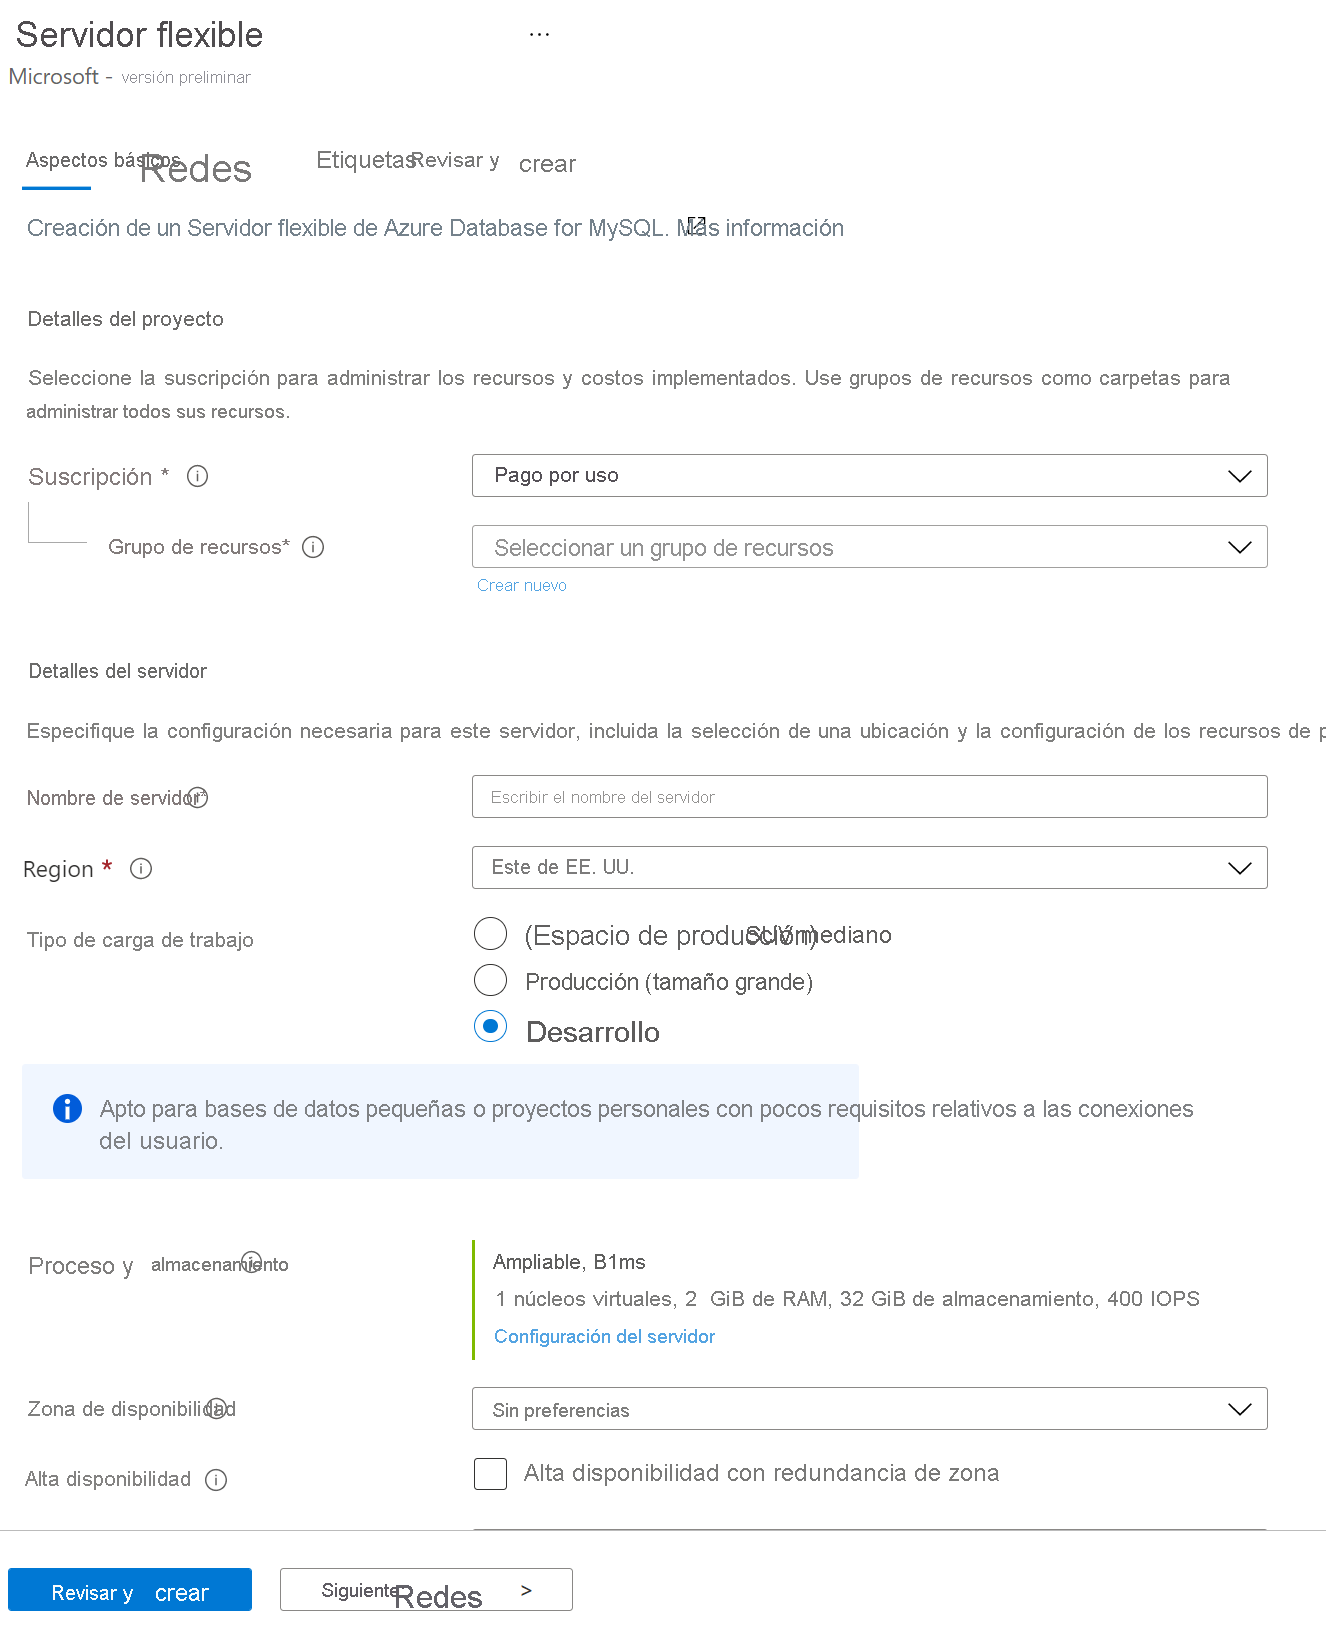 Servidor flexible ...
Microsoft - versión preliminar
Aspectos básicos Redes Etiquetas Revisar y crear
Creación de un Servidor flexible de Azure Database for MySQL. Más información
Detalles del proyecto
Seleccione la suscripción para administrar los recursos y costos implementados. Use grupos de recursos como carpetas para
administrar todos sus recursos.
Suscripción * Pago por uso
Grupo de recursos* Seleccionar un grupo de recursos
Crear nuevo
Detalles del servidor
Especifique la configuración necesaria para este servidor, incluida la selección de una ubicación y la configuración de los recursos de p
Nombre de servidor* Escribir el nombre del servidor
Region * Este de EE. UU.
Tipo de carga de trabajo (Espacio de producción) SUV mediano
Producción (tamaño grande)
Desarrollo
Apto para bases de datos pequeñas o proyectos personales con pocos requisitos relativos a las conexiones
del usuario.
Proceso y almacenamiento Ampliable, B1ms
1 núcleos virtuales, 2 GiB de RAM, 32 GiB de almacenamiento, 400 IOPS
Configuración del servidor
Zona de disponibilidad Sin preferencias
Alta disponibilidad Alta disponibilidad con redundancia de zona
Revisar y crear Siguiente Redes >